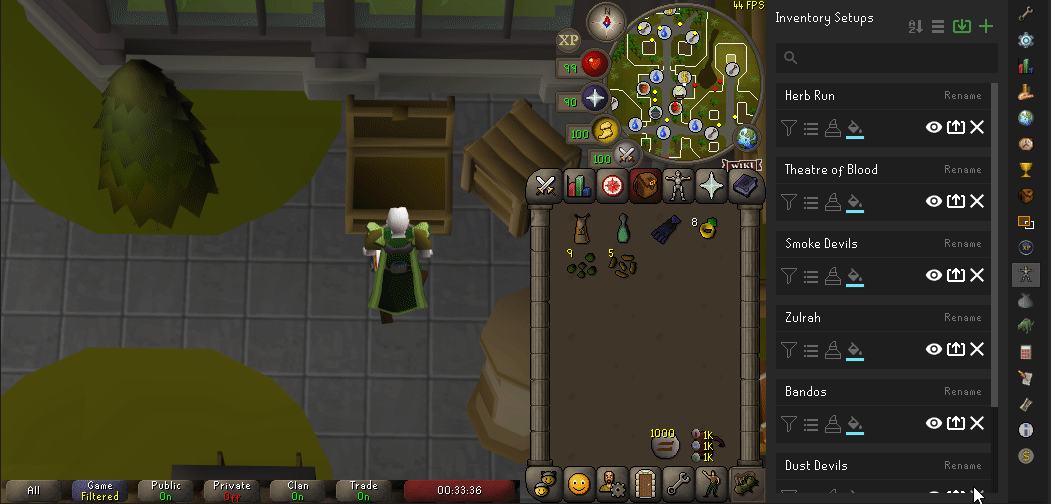 44 FPS
N
XP
99
90
100
100
WIKI
8
9
5
1000
1K
1K
1K
All
Game
Filtered
Public
On
Private
Off
Clan
On
Trade
On
00:33:36
Inventory Setups
Herb Run
Rename
Theatre of Blood
Rename
Smoke Devils
Rename
Zulrah
Rename
Bandos
Rename
Dust Devils
Rename
XP